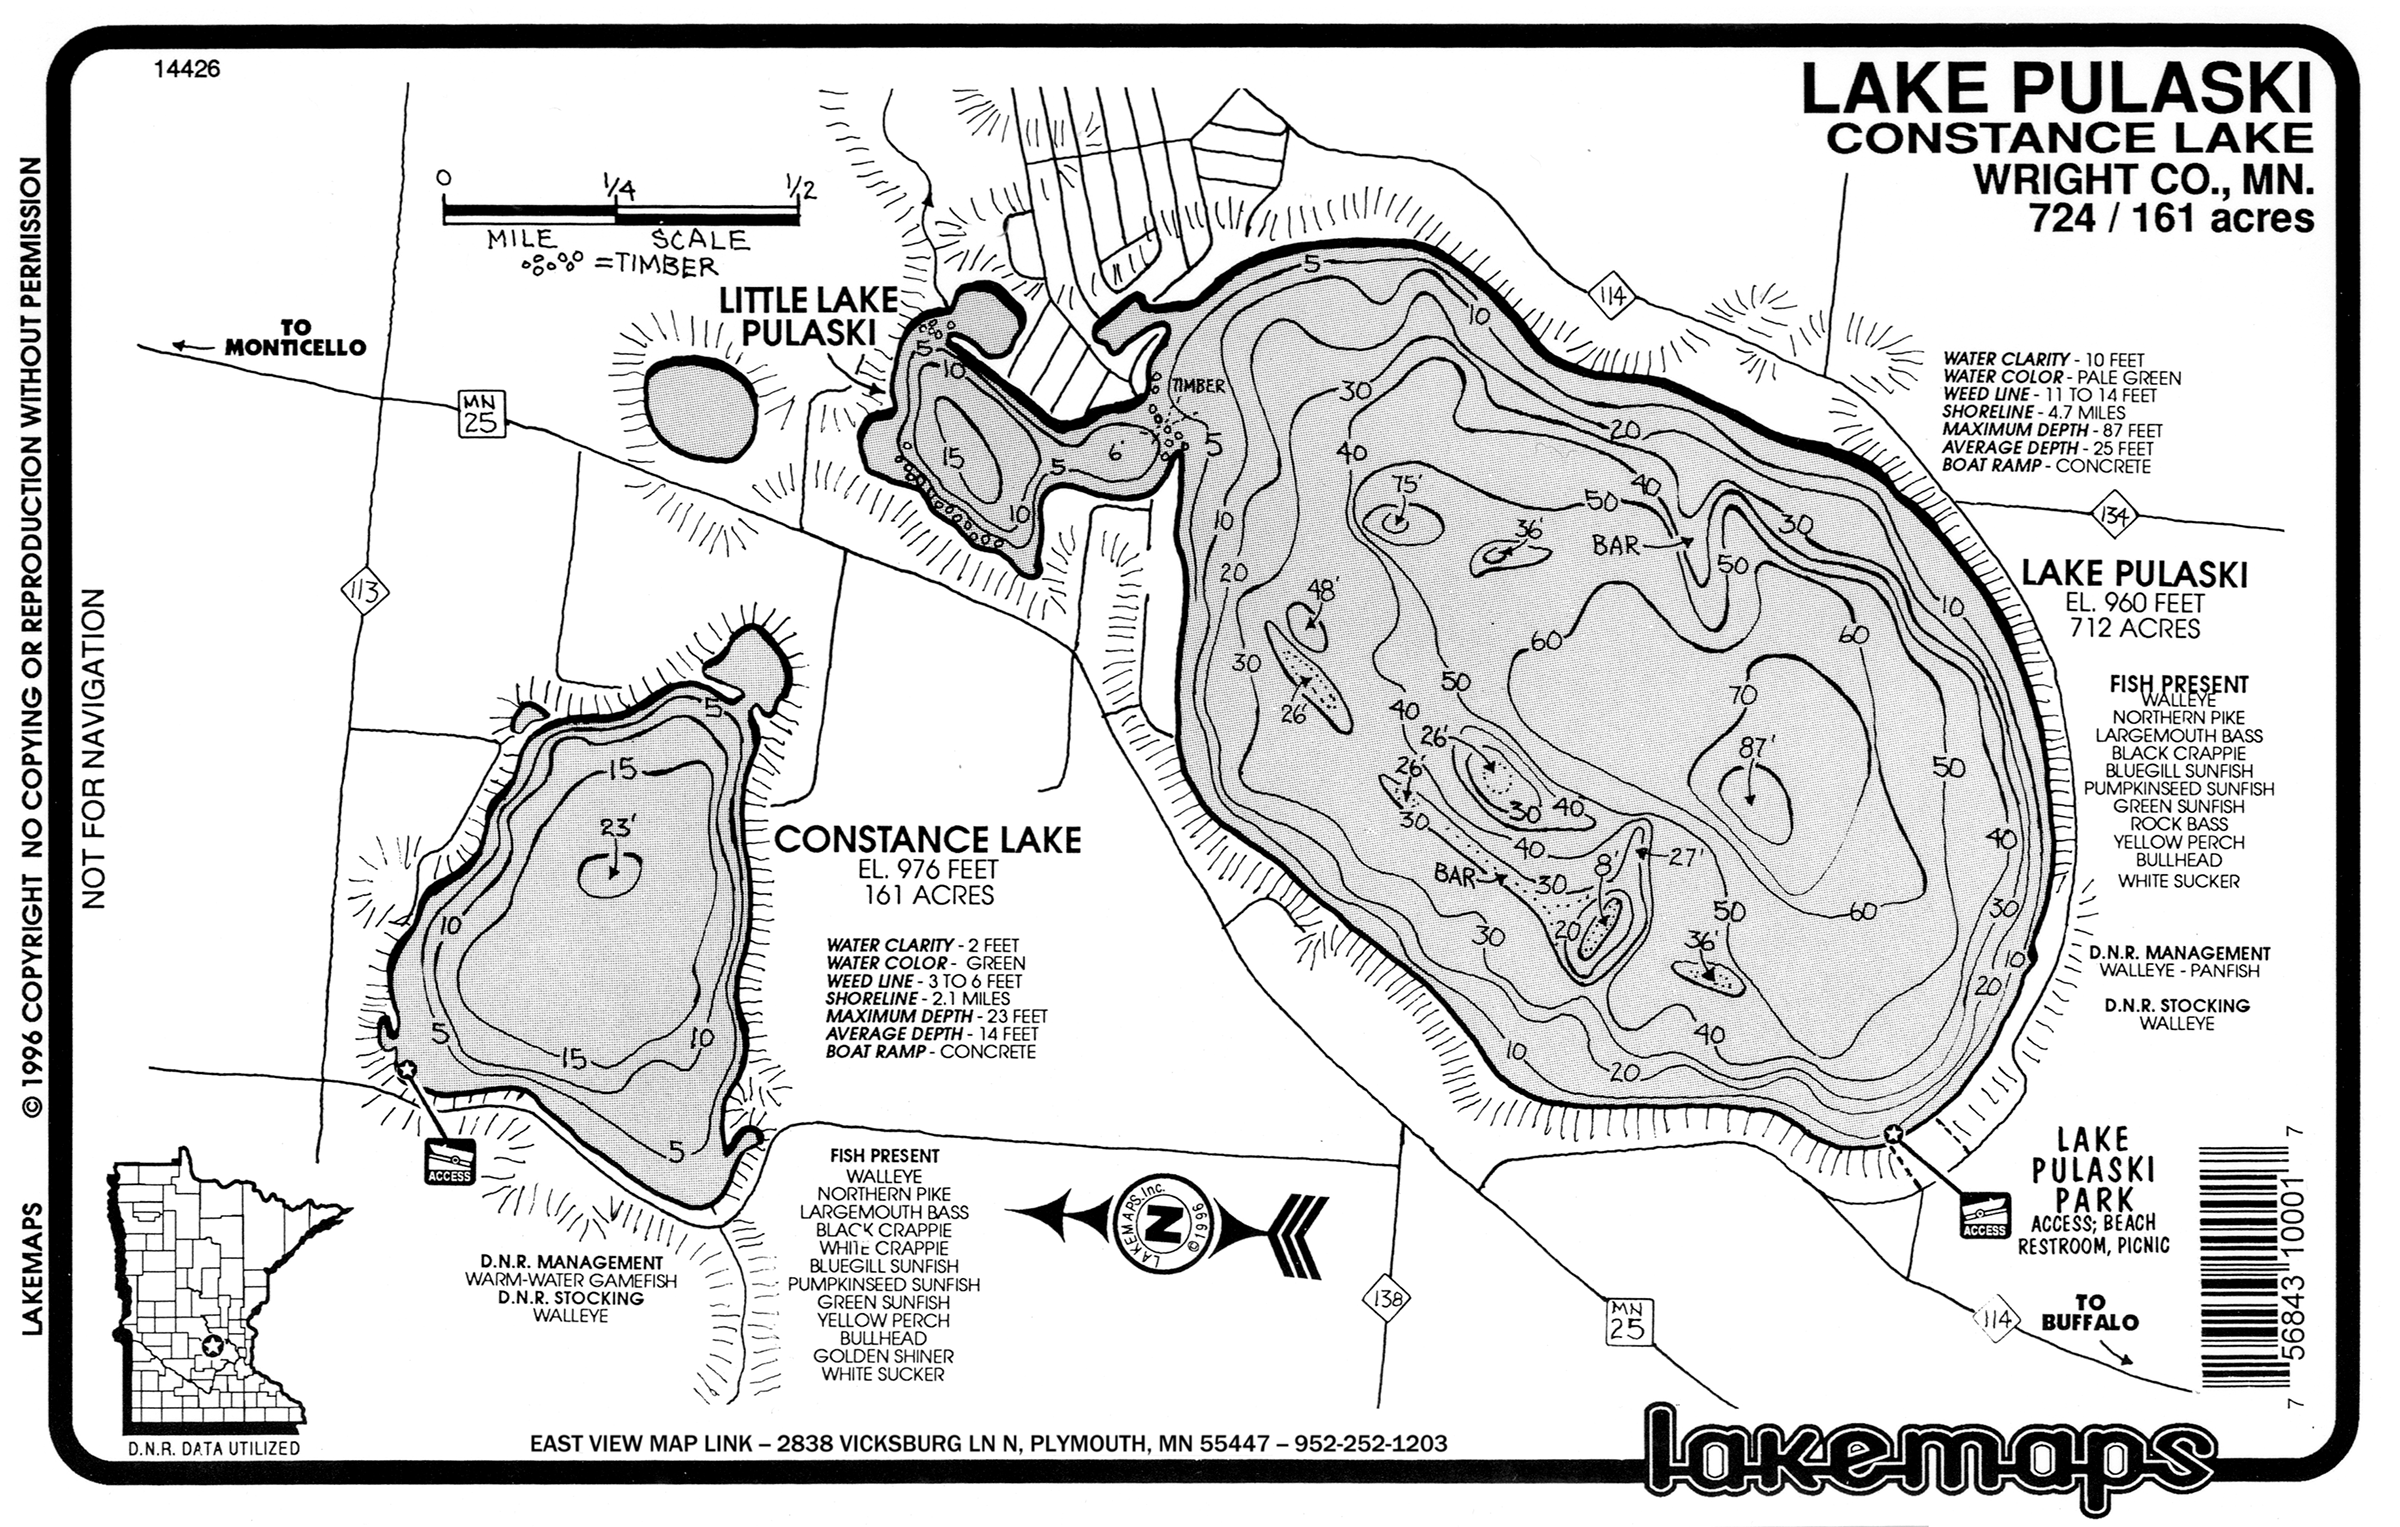 14426
LAKE PULASKI
CONSTANCE LAKE
WRIGHT CO., MN.
724 / 161 acres
© 1996 COPYRIGHT NO COPYING OR REPRODUCTION WITHOUT PERMISSION
LAKEMAPS
NOT FOR NAVIGATION
0 1/4 1/2
MILE SCALE
=TIMBER
TO
MONTICELLO
MN
25
113
LITTLE LAKE
PULASKI
5
10
15
10
5
6'
TIMBER
5
5
10
114
30
20
40
40
50
75'
36'
BAR
50
30
10
20
10
48'
30
26'
60
60
50
40
70
87'
50
26'
26'
30
40
30
40
30
BAR
8'
27'
20
50
36'
60
40
30
10
20
30
40
10
20
WATER CLARITY - 10 FEET
WATER COLOR - PALE GREEN
WEED LINE - 11 TO 14 FEET
SHORELINE - 4.7 MILES
MAXIMUM DEPTH - 87 FEET
AVERAGE DEPTH - 25 FEET
BOAT RAMP - CONCRETE
134
LAKE PULASKI
EL. 960 FEET
712 ACRES
FISH PRESENT
WALLEYE
NORTHERN PIKE
LARGEMOUTH BASS
BLACK CRAPPIE
BLUEGILL SUNFISH
PUMPKINSEED SUNFISH
GREEN SUNFISH
ROCK BASS
YELLOW PERCH
BULLHEAD
WHITE SUCKER
D.N.R. MANAGEMENT
WALLEYE - PANFISH
D.N.R. STOCKING
WALLEYE
5
15
23'
10
5
15
10
5
CONSTANCE LAKE
EL. 976 FEET
161 ACRES
WATER CLARITY - 2 FEET
WATER COLOR - GREEN
WEED LINE - 3 TO 6 FEET
SHORELINE - 2.1 MILES
MAXIMUM DEPTH - 23 FEET
AVERAGE DEPTH - 14 FEET
BOAT RAMP - CONCRETE
ACCESS
FISH PRESENT
WALLEYE
NORTHERN PIKE
LARGEMOUTH BASS
BLACK CRAPPIE
WHITE CRAPPIE
BLUEGILL SUNFISH
PUMPKINSEED SUNFISH
GREEN SUNFISH
YELLOW PERCH
BULLHEAD
GOLDEN SHINER
WHITE SUCKER
D.N.R. MANAGEMENT
WARM-WATER GAMEFISH
D.N.R. STOCKING
WALLEYE
LAKEMAPS, Inc.
N
© 1996
138
MN
25
114
ACCESS
LAKE
PULASKI
PARK
ACCESS; BEACH
RESTROOM, PICNIC
TO
BUFFALO
7 56843 10001 7
D.N.R. DATA UTILIZED
EAST VIEW MAP LINK – 2838 VICKSBURG LN N, PLYMOUTH, MN 55447 – 952-252-1203
lakemaps